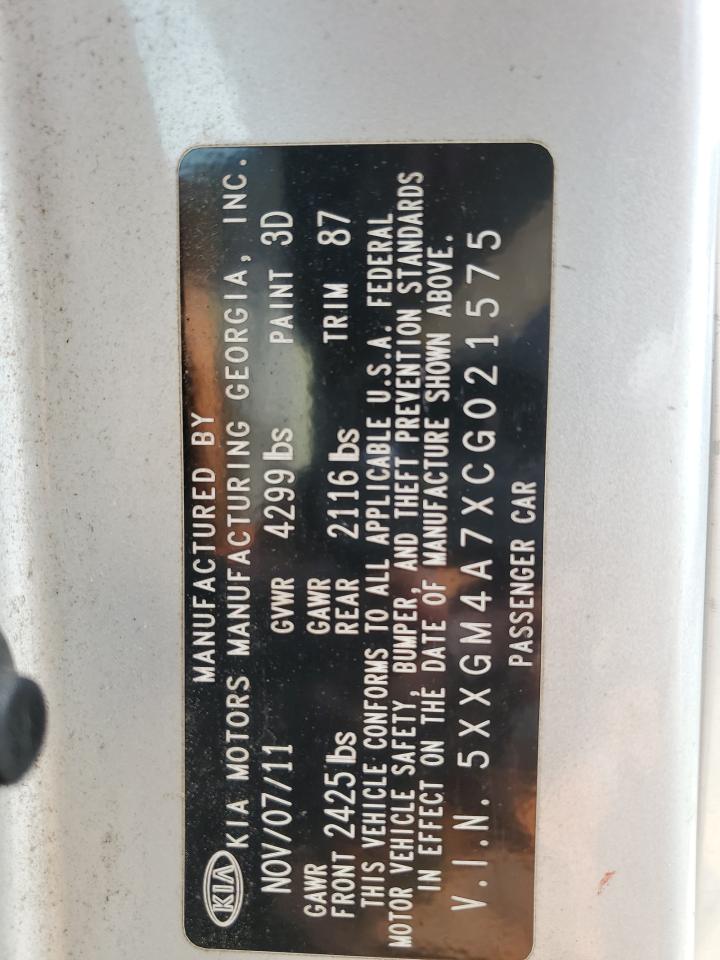 MANUFACTURED BY
KIA KIA MOTORS MANUFACTURING GEORGIA, INC.
NOV/07/11 GVWR 4299 lbs PAINT 3D
GAWR FRONT 2425 lbs GAWR REAR 2116 lbs TRIM 87
THIS VEHICLE CONFORMS TO ALL APPLICABLE U.S.A. FEDERAL
MOTOR VEHICLE SAFETY, BUMPER, AND THEFT PREVENTION STANDARDS
IN EFFECT ON THE DATE OF MANUFACTURE SHOWN ABOVE.
V.I.N. 5XXGM4A7XCG021575
PASSENGER CAR